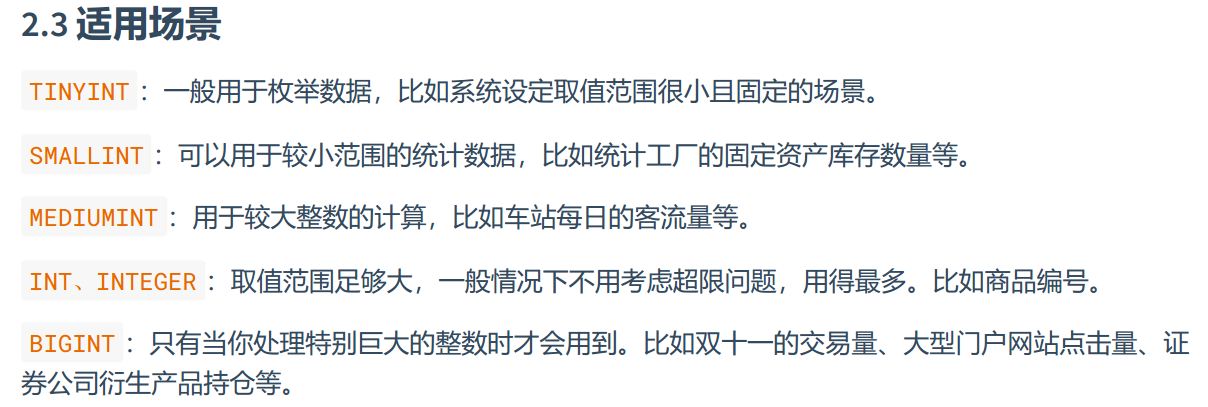 2.3 适用场景
TINYINT：一般用于枚举数据，比如系统设定取值范围很小且固定的场景。
SMALLINT：可以用于较小范围的统计数据，比如统计工厂的固定资产库存数量等。
MEDIUMINT：用于较大整数的计算，比如车站每日的客流量等。
INT、INTEGER：取值范围足够大，一般情况下不用考虑超限问题，用得最多。比如商品编号。
BIGINT：只有当你处理特别巨大的整数时才会用到。比如双十一的交易量、大型门户网站点击量、证
券公司衍生产品持仓等。